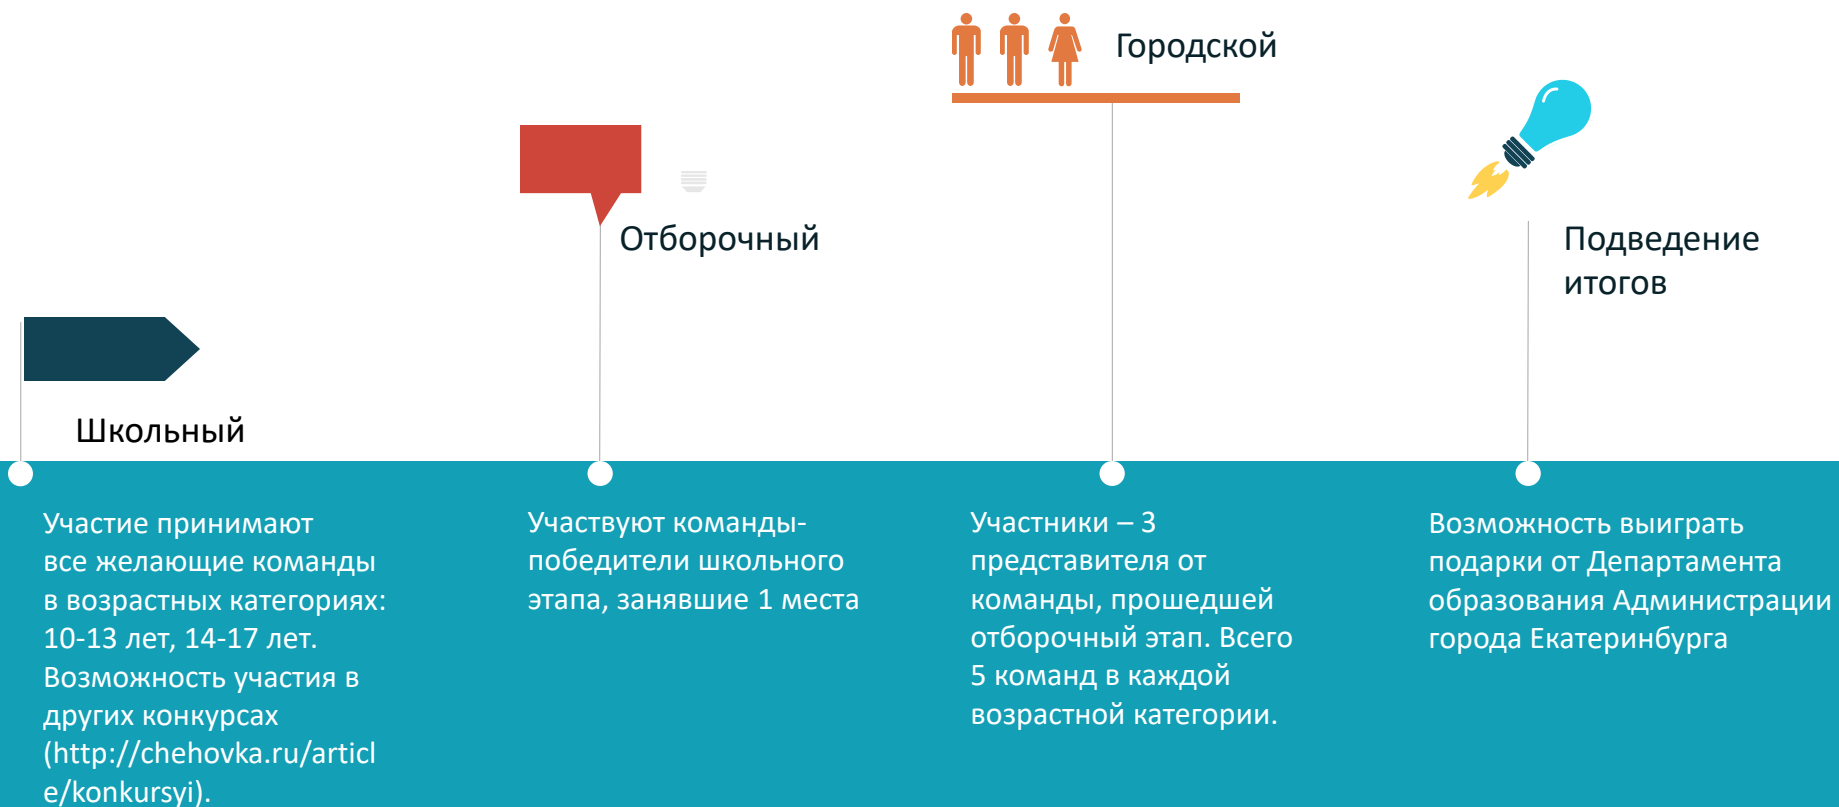 Школьный
Участие принимают
все желающие команды
в возрастных категориях:
10-13 лет, 14-17 лет.
Возможность участия в
других конкурсах
(http://chehovka.ru/articl
e/konkursyi).
Отборочный
Участвуют команды-
победители школьного
этапа, занявшие 1 места
Городской
Участники – 3
представителя от
команды, прошедшей
отборочный этап. Всего
5 команд в каждой
возрастной категории.
Подведение
итогов
Возможность выиграть
подарки от Департамента
образования Администрации
города Екатеринбурга